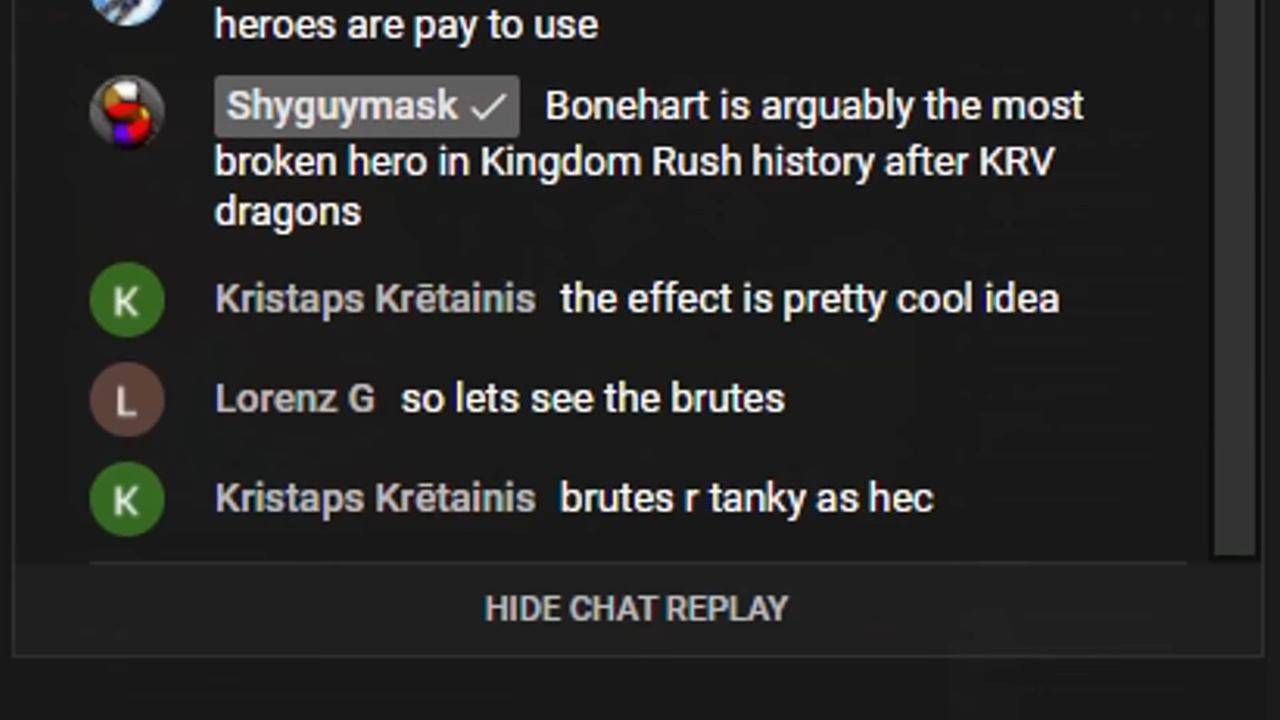 heroes are pay to use
Shyguymask ✓ Bonehart is arguably the most
broken hero in Kingdom Rush history after KRV
dragons
K Kristaps Krētainis the effect is pretty cool idea
L Lorenz G so lets see the brutes
K Kristaps Krētainis brutes r tanky as hec
HIDE CHAT REPLAY